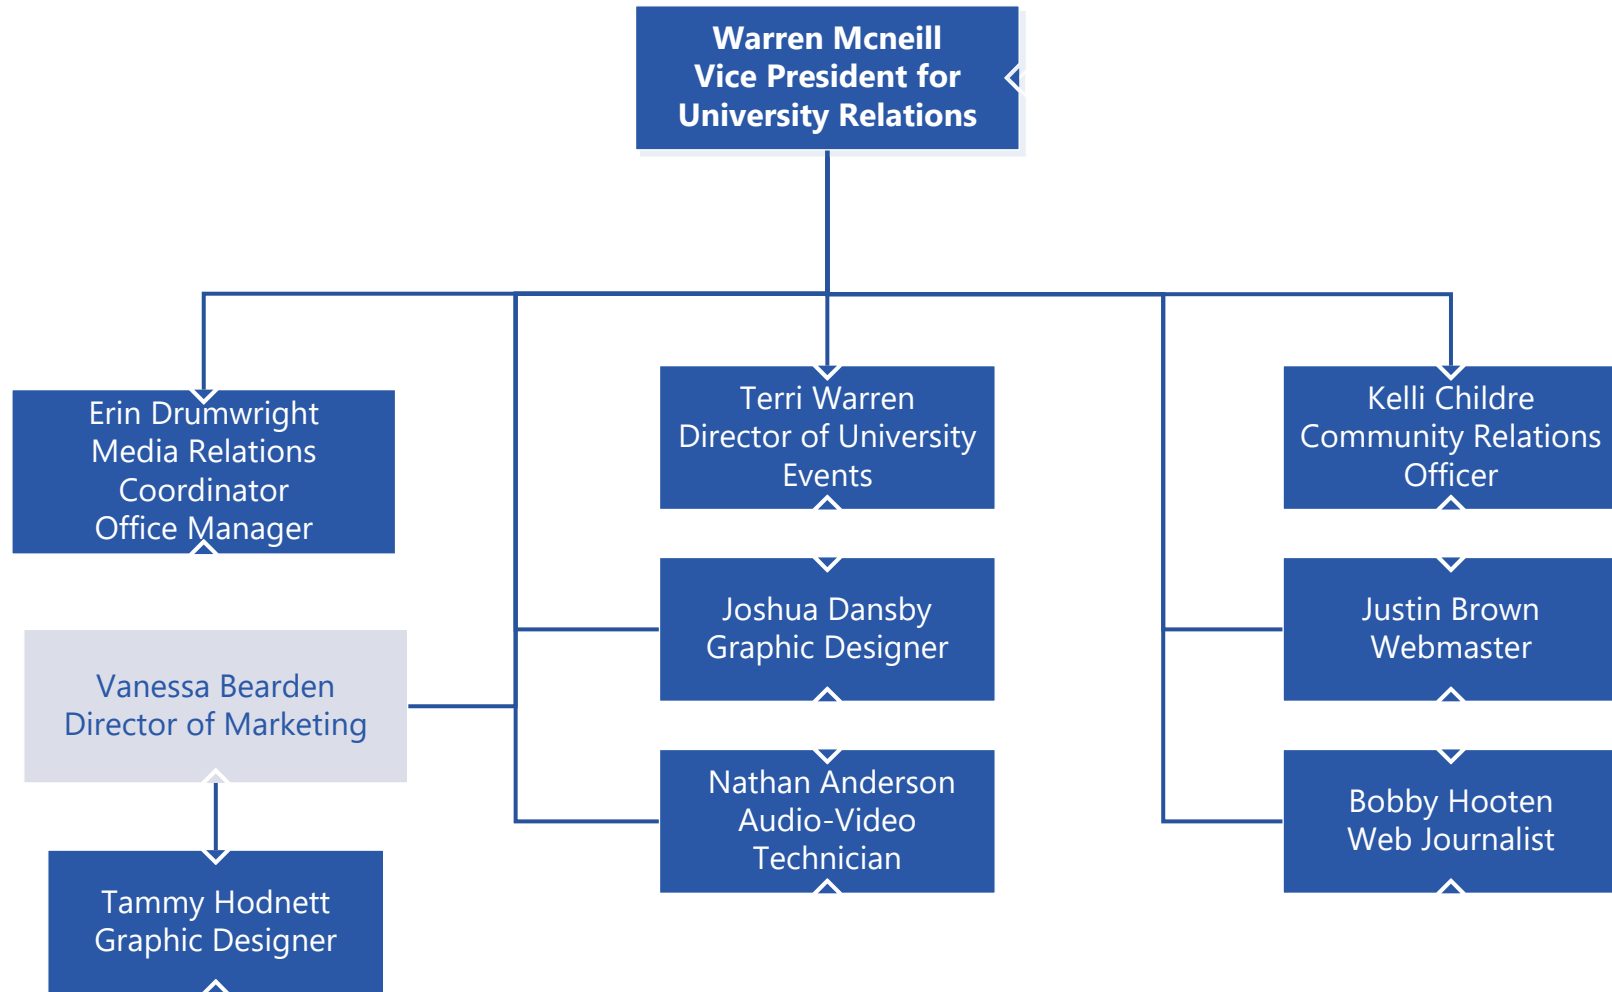 Warren Mcneill
Vice President for
University Relations
Erin Drumwright
Media Relations
Coordinator
Office Manager
Terri Warren
Director of University
Events
Kelli Childre
Community Relations
Officer
Vanessa Bearden
Director of Marketing
Joshua Dansby
Graphic Designer
Justin Brown
Webmaster
Nathan Anderson
Audio-Video
Technician
Bobby Hooten
Web Journalist
Tammy Hodnett
Graphic Designer